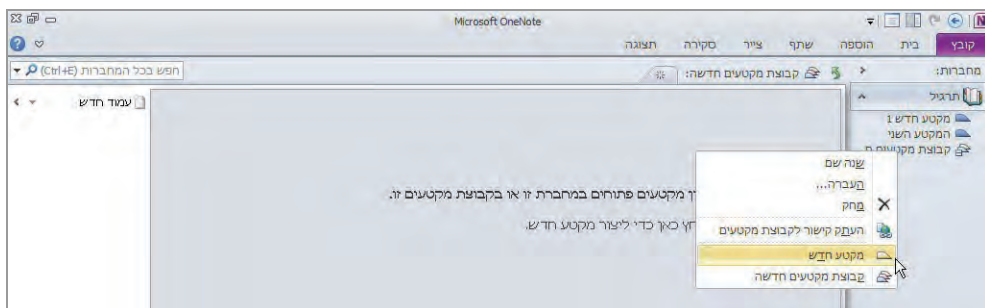 Microsoft OneNote
קובץ בית הוספה שתף צייר סקירה תצוגה
מחברות:
קבוצת מקטעים חדשה:
חפש בכל המחברות (Ctrl+E)
תרגיל
עמוד חדש
מקטע חדש 1
המקטע השני
קבוצת מקטעים
שנה שם
העברה...
מחק
העתק קישור לקבוצת מקטעים
מקטע חדש
קבוצת מקטעים חדשה
מקטעים פתוחים במחברת זו או בקבוצת מקטעים זו.
כאן כדי ליצור מקטע חדש.